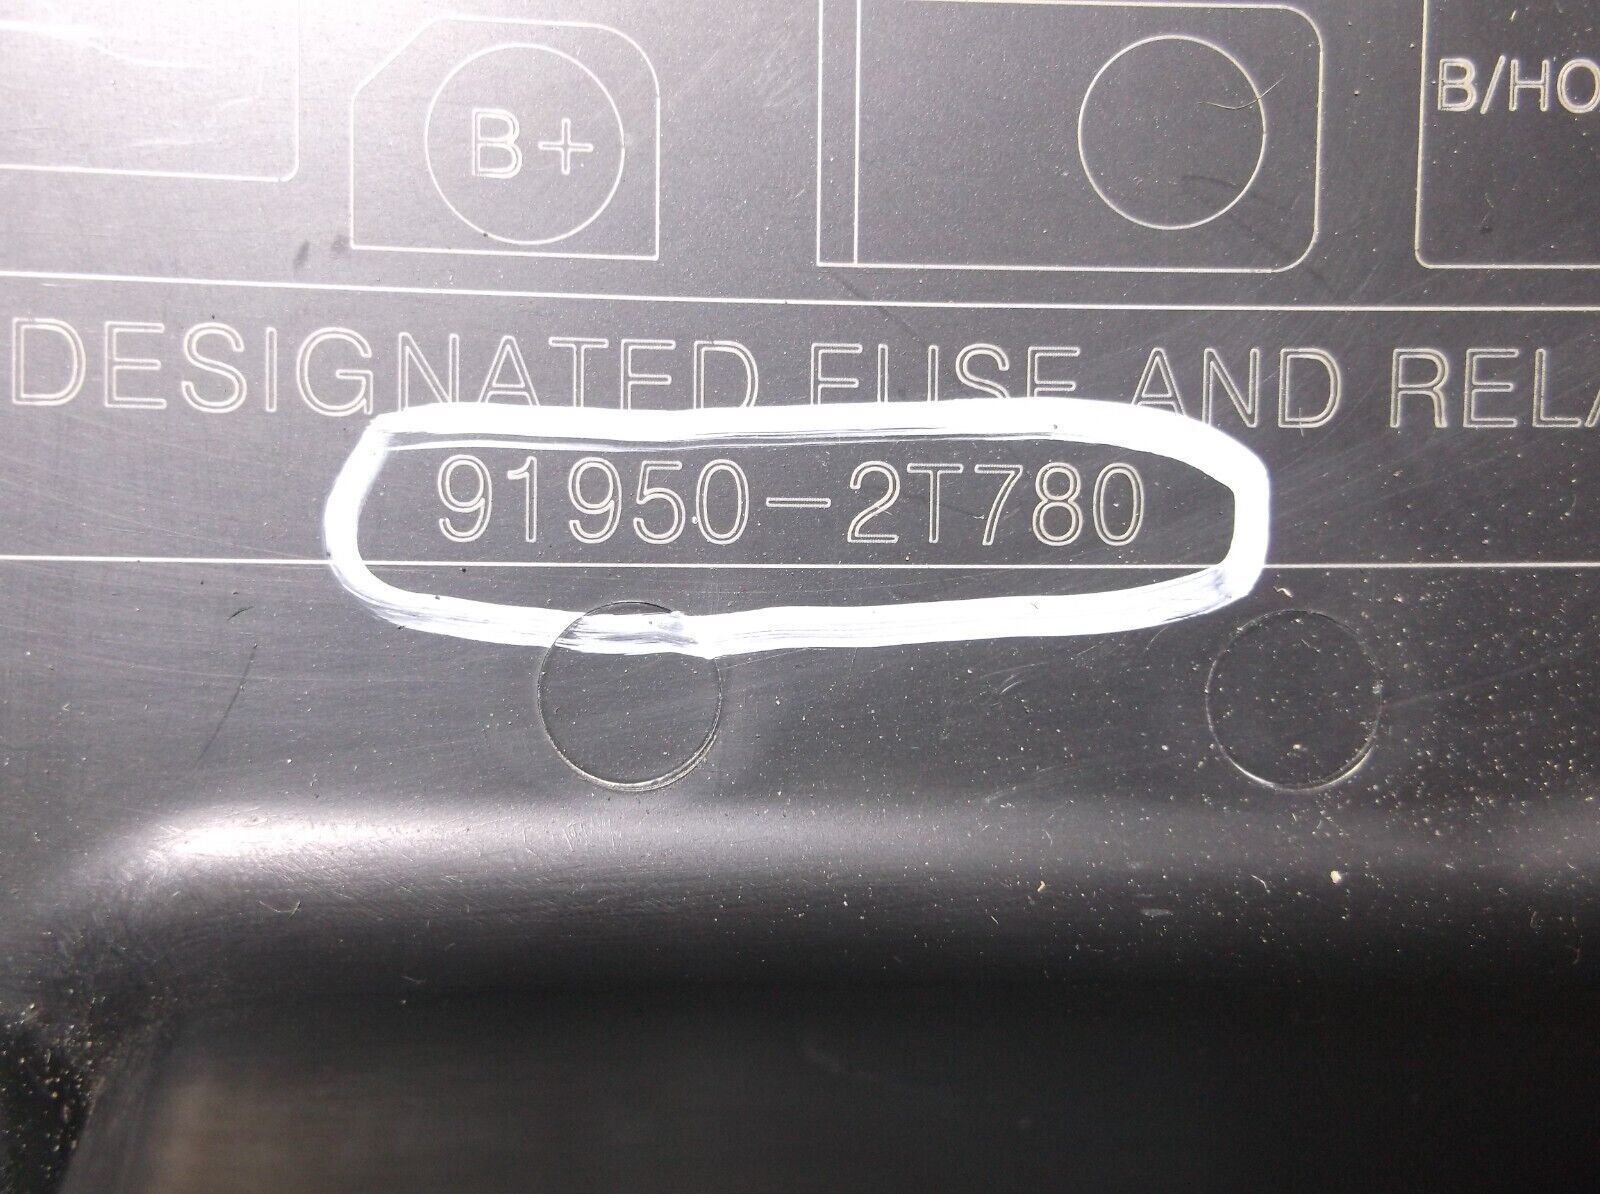 B+
B/HO
DESIGNATED FUSE AND RELA
91950-2T780